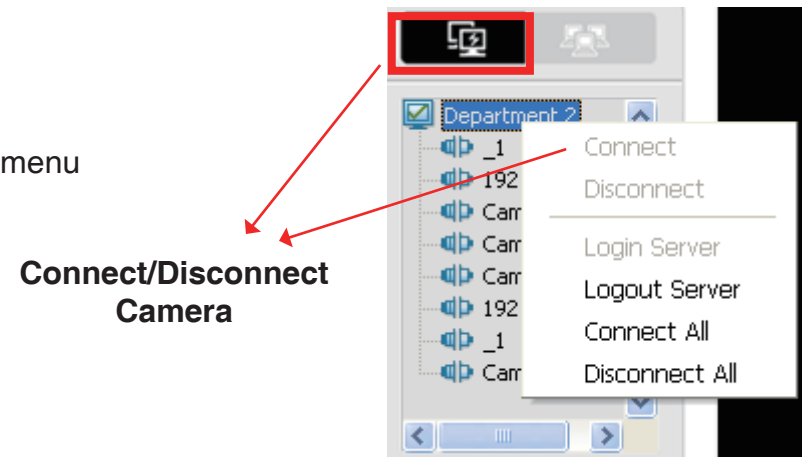 menu
Connect/Disconnect
Camera
Department 2
_1
192
Cam
Cam
Cam
192
_1
Cam
Connect
Disconnect
Login Server
Logout Server
Connect All
Disconnect All